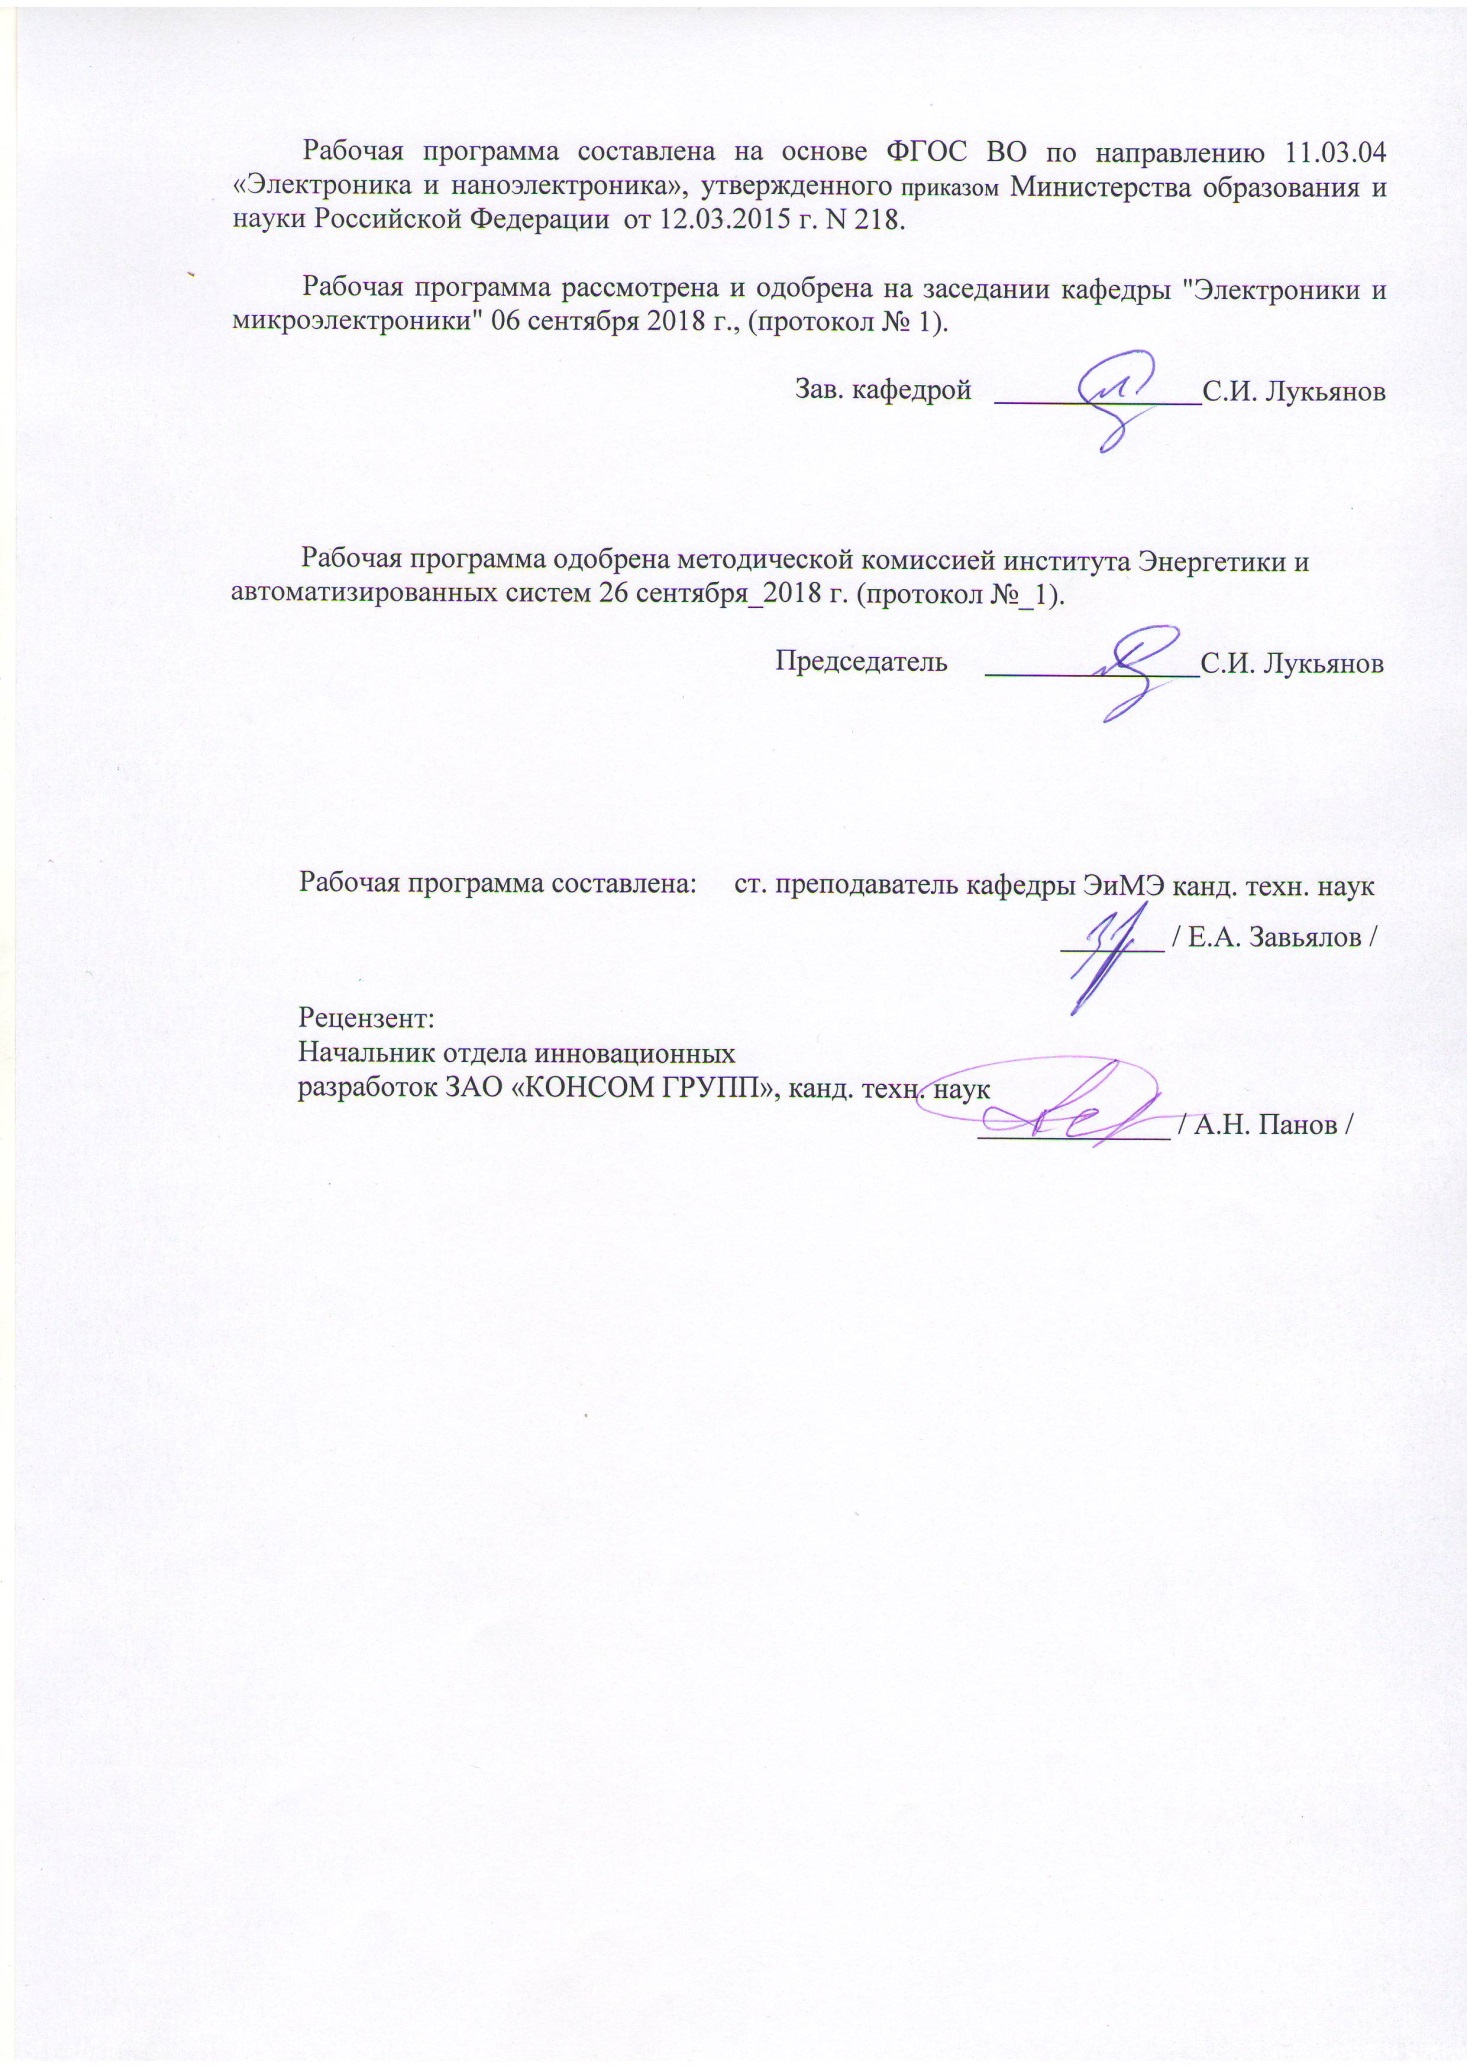 Рабочая программа составлена на основе ФГОС ВО по направлению 11.03.04
«Электроника и наноэлектроника», утвержденного приказом Министерства образования и
науки Российской Федерации от 12.03.2015 г. N 218.
Рабочая программа рассмотрена и одобрена на заседании кафедры "Электроники и
микроэлектроники" 06 сентября 2018 г., (протокол № 1).
Зав. кафедрой ______________С.И. Лукьянов
Рабочая программа одобрена методической комиссией института Энергетики и
автоматизированных систем 26 сентября_2018 г. (протокол №_1).
Председатель ______________С.И. Лукьянов
Рабочая программа составлена: ст. преподаватель кафедры ЭиМЭ канд. техн. наук
_______ / Е.А. Завьялов /
Рецензент:
Начальник отдела инновационных
разработок ЗАО «КОНСОМ ГРУПП», канд. техн. наук
_____________ / А.Н. Панов /